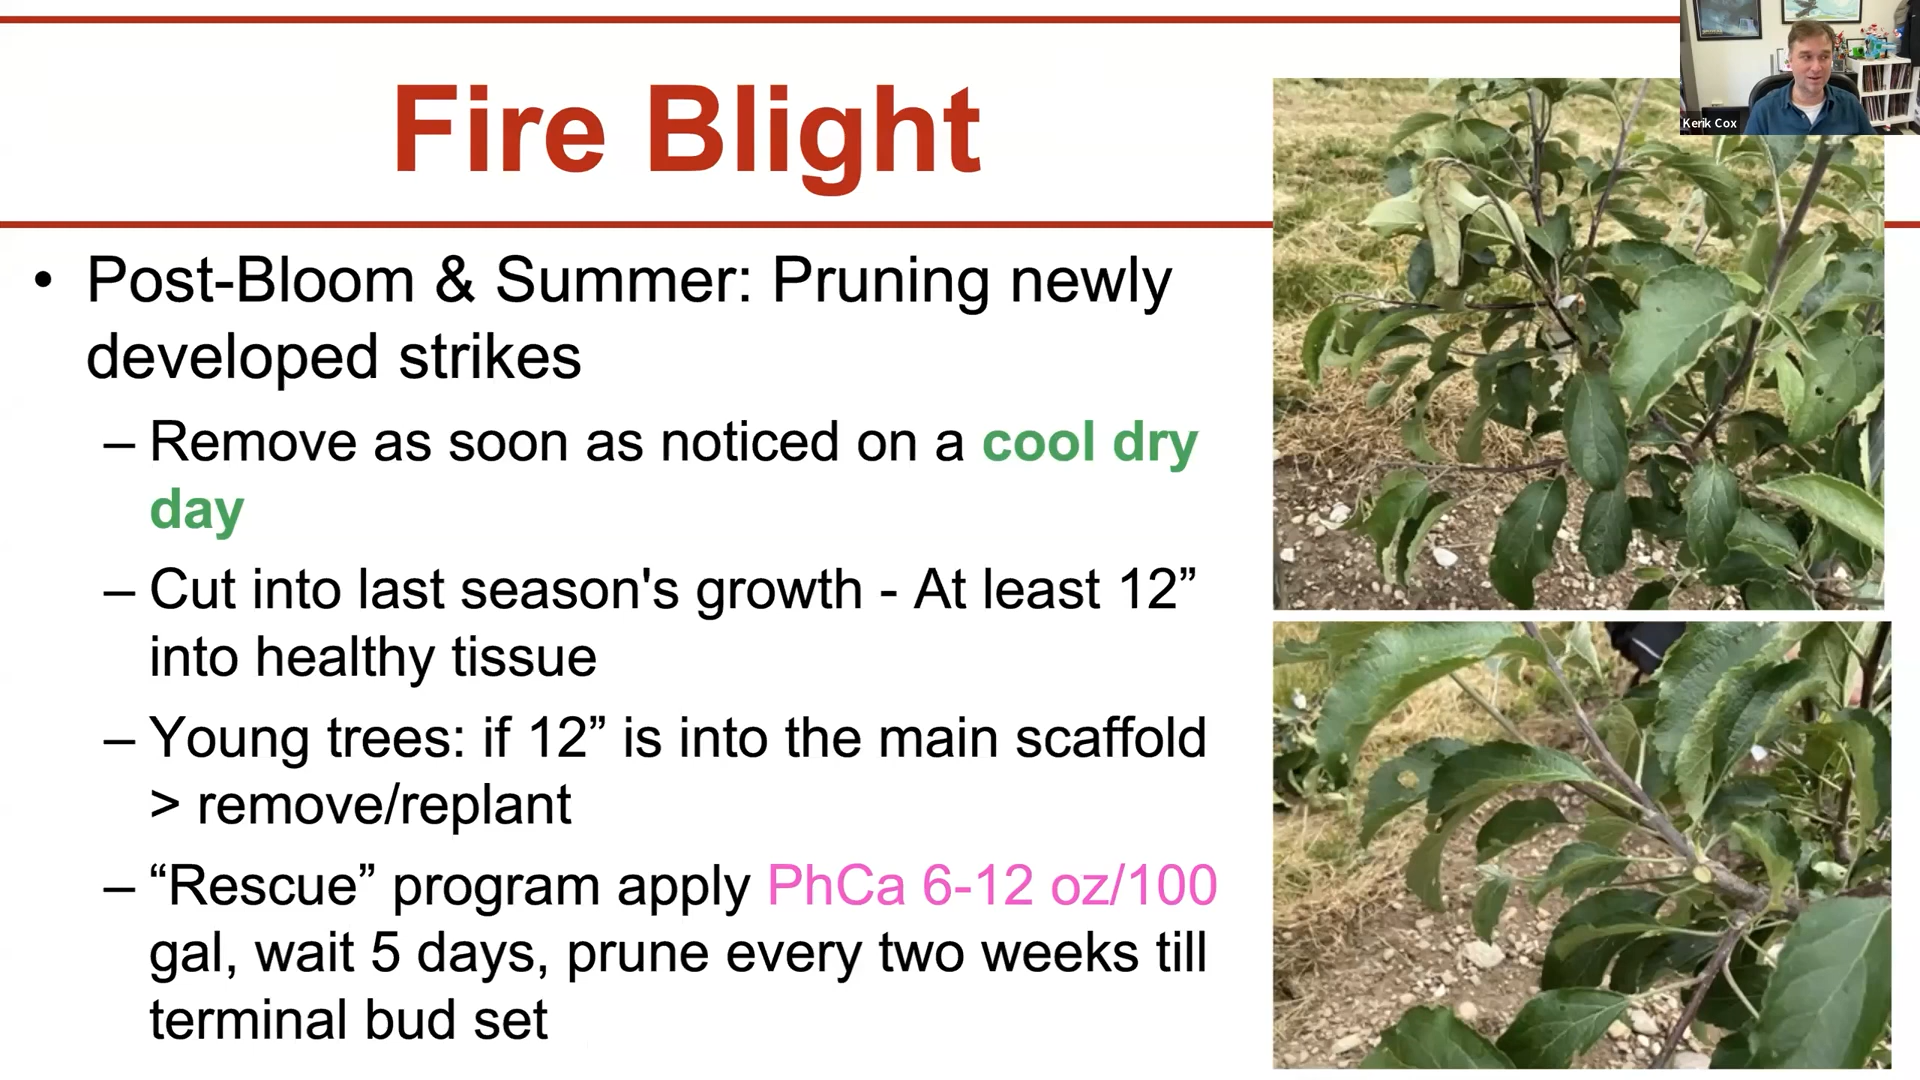 Fire Blight
Kerik Cox
• Post-Bloom & Summer: Pruning newly
developed strikes
– Remove as soon as noticed on a cool dry
day
– Cut into last season's growth - At least 12”
into healthy tissue
– Young trees: if 12” is into the main scaffold
> remove/replant
– “Rescue” program apply PhCa 6-12 oz/100
gal, wait 5 days, prune every two weeks till
terminal bud set